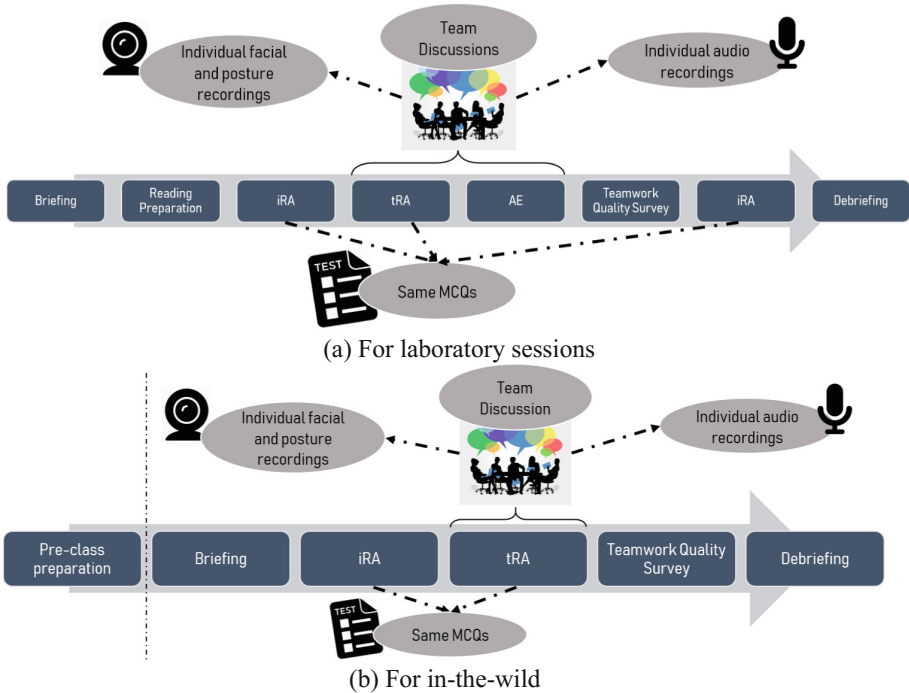 Team
Discussions
Individual facial
and posture
recordings
Individual audio
recordings
Briefing
Reading
Preparation
iRA
tRA
AE
Teamwork
Quality Survey
iRA
Debriefing
TEST
Same MCQs
(a) For laboratory sessions
Team
Discussion
Individual facial
and posture
recordings
Individual audio
recordings
Pre-class
preparation
Briefing
iRA
tRA
Teamwork Quality
Survey
Debriefing
TEST
Same MCQs
(b) For in-the-wild